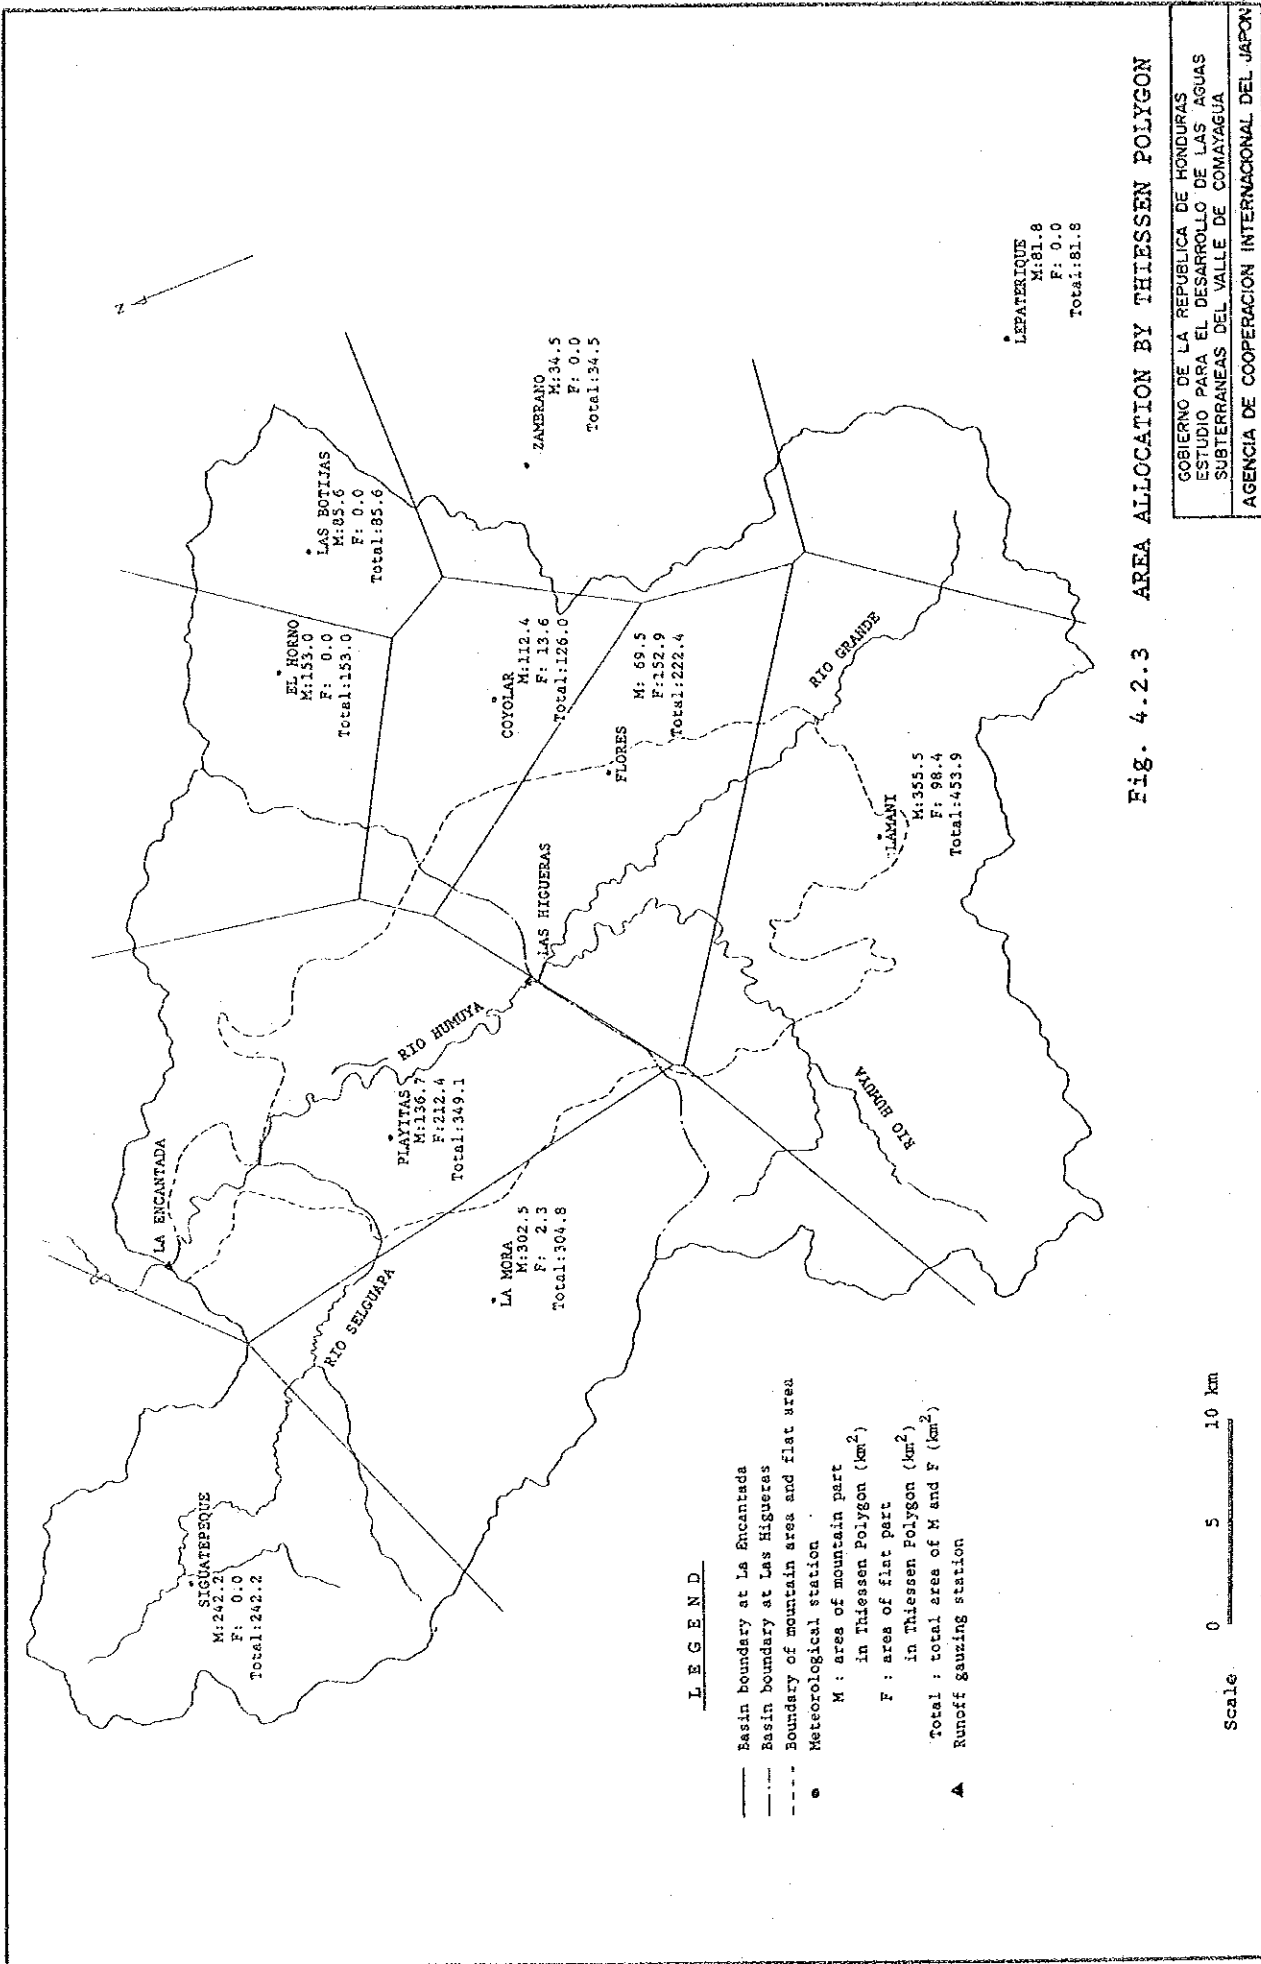 N
SIGUATEPEQUE
M:242.2
F: 0.0
Total:242.2
LA ENCANTADA
RIO SELGUAPA
LA MORA
M:302.5
F: 2.3
Total:304.8
PLAYITAS
M:136.7
F:212.4
Total:349.1
RIO HUMUYA
LAS HIGUERAS
EL HORNO
M:153.0
F: 0.0
Total:153.0
LAS BOTIJAS
M:85.6
F: 0.0
Total:85.6
COYOLAR
M:112.4
F: 13.6
Total:126.0
ZAMBRANO
M:34.5
F: 0.0
Total:34.5
FLORES
M: 69.5
F:152.9
Total:222.4
RIO GRANDE
LAMANI
M:355.5
F: 98.4
Total:453.9
RIO HUMUYA
LEPATERIQUE
M:81.8
F: 0.0
Total:81.8
LEGEND
Basin boundary at La Encantada
Basin boundary at Las Higueras
Boundary of mountain area and flat area
Meteorological station
M : area of mountain part
in Thiessen Polygon (km²)
F : area of flat part
in Thiessen Polygon (km²)
Total : total area of M and F (km²)
Runoff gauzing station
Scale 0 5 10 km
Fig. 4.2.3 AREA ALLOCATION BY THIESSEN POLYGON
GOBIERNO DE LA REPUBLICA DE HONDURAS
ESTUDIO PARA EL DESARROLLO DE LAS AGUAS
SUBTERRANEAS DEL VALLE DE COMAYAGUA
AGENCIA DE COOPERACION INTERNACIONAL DEL JAPON